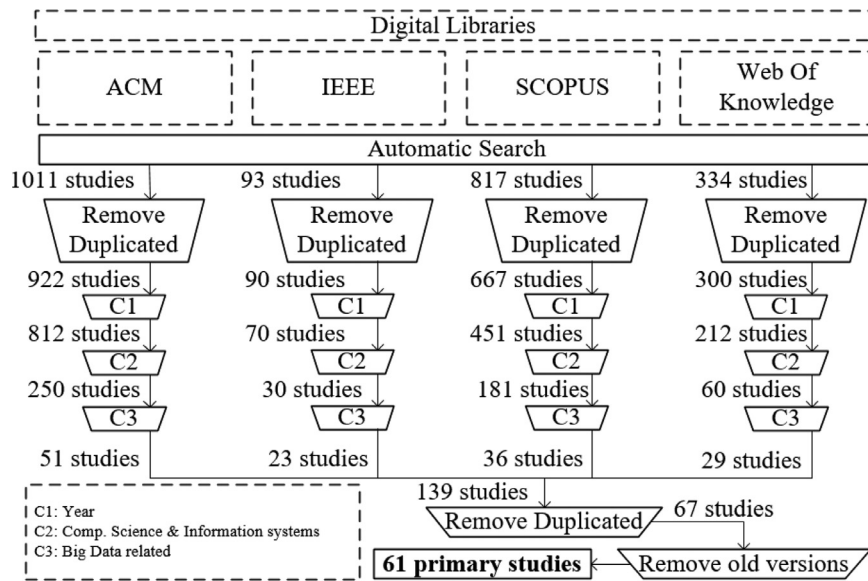 Digital Libraries
ACM
IEEE
SCOPUS
Web Of
Knowledge
Automatic Search
1011 studies
93 studies
817 studies
334 studies
Remove
Duplicated
Remove
Duplicated
Remove
Duplicated
Remove
Duplicated
922 studies
90 studies
667 studies
300 studies
C1
C1
C1
C1
812 studies
70 studies
451 studies
212 studies
C2
C2
C2
C2
250 studies
30 studies
181 studies
60 studies
C3
C3
C3
C3
51 studies
23 studies
36 studies
29 studies
139 studies
Remove Duplicated
67 studies
Remove old versions
61 primary studies
C1: Year
C2: Comp. Science & Information systems
C3: Big Data related